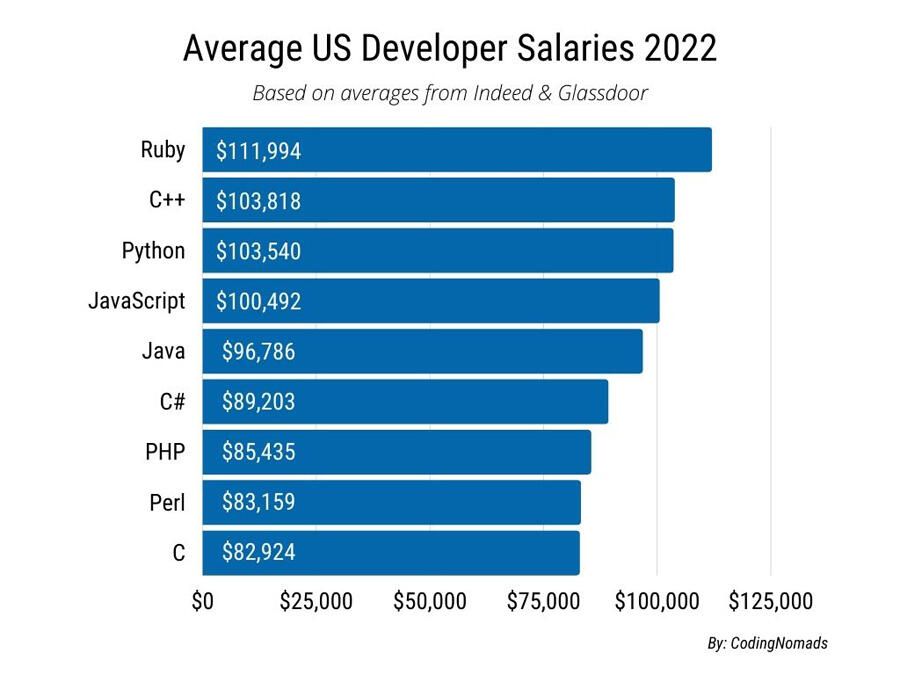 Average US Developer Salaries 2022
Based on averages from Indeed & Glassdoor
Ruby $111,994
C++ $103,818
Python $103,540
JavaScript $100,492
Java $96,786
C# $89,203
PHP $85,435
Perl $83,159
C $82,924
$0 $25,000 $50,000 $75,000 $100,000 $125,000
By: CodingNomads